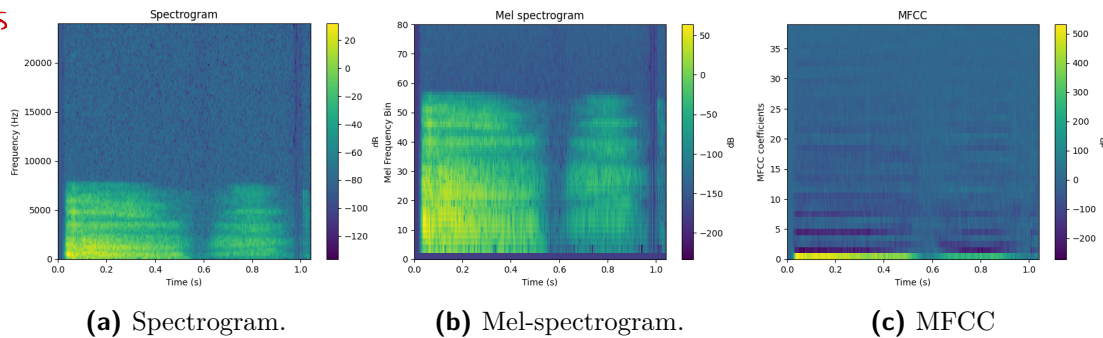 s
Spectrogram
20000
15000
10000
5000
0
Frequency (Hz)
0.0 0.2 0.4 0.6 0.8 1.0
Time (s)
20
0
−20
−40
−60
−80
−100
−120
dB
Mel spectrogram
80
70
60
50
40
30
20
10
0
Mel Frequency Bin
0.0 0.2 0.4 0.6 0.8 1.0
Time (s)
50
0
−50
−100
−150
−200
dB
MFCC
35
30
25
20
15
10
5
0
MFCC coefficients
0.0 0.2 0.4 0.6 0.8 1.0
Time (s)
500
400
300
200
100
0
−100
−200
dB
(a) Spectrogram.
(b) Mel-spectrogram.
(c) MFCC